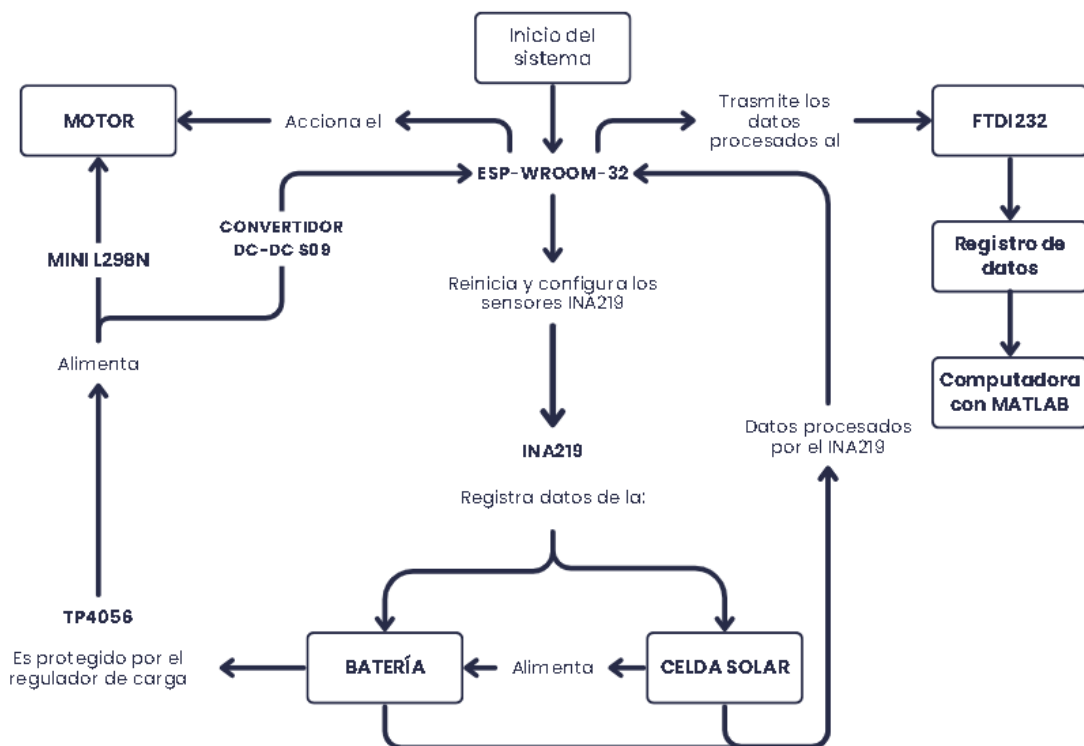 Inicio del
sistema
MOTOR
Acciona el
Trasmite los
datos
procesados al
FTDI232
ESP-WROOM-32
CONVERTIDOR
DC-DC S09
MINI L298N
Registro de
datos
Reinicia y configura los
sensores INA219
Alimenta
Computadora
con MATLAB
Datos procesados
por el INA219
INA219
Registra datos de la:
TP4056
Es protegido por el
regulador de carga
BATERÍA
Alimenta
CELDA SOLAR